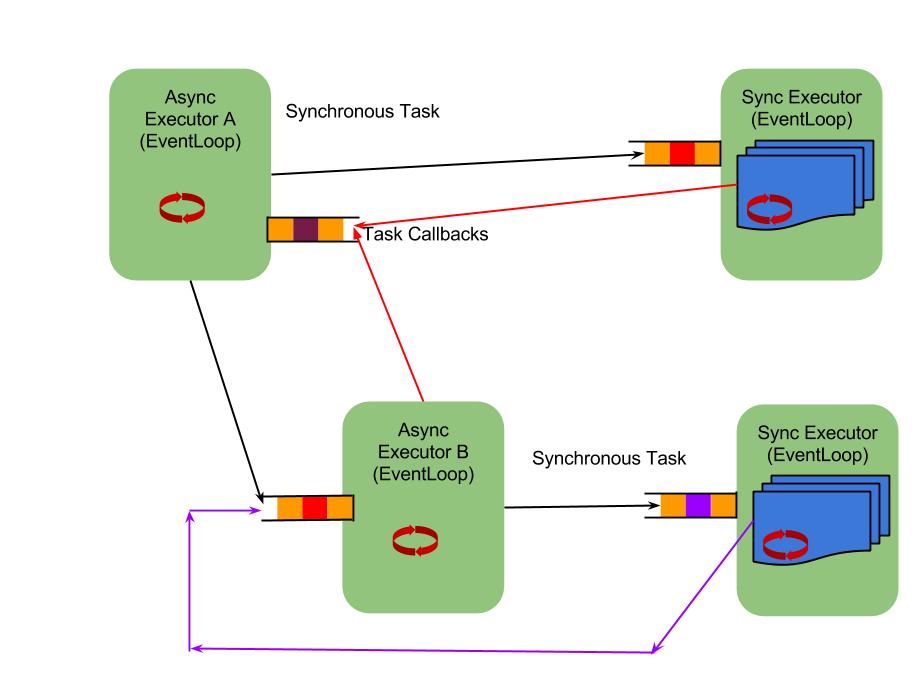 Async
Executor A
(EventLoop)
Synchronous Task
Sync Executor
(EventLoop)
Task Callbacks
Async
Executor B
(EventLoop)
Synchronous Task
Sync Executor
(EventLoop)